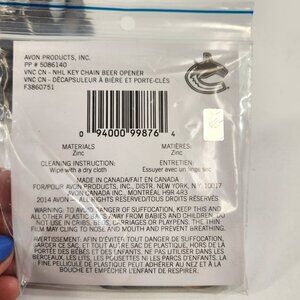 AVON PRODUCTS, INC.
PP # 5086140
VNC CN - NHL KEY CHAIN BEER OPENER
VNC CN - DÉCAPSULEUR À BIÈRE ET PORTE-CLÉS
F3860751
0 94000 99876 4
MATERIALS MATIÈRES:
Zinc Zinc
CLEANING INSTRUCTION: ENTRETIEN:
Wipe with a dry cloth Essuyer avec un linge sec
MADE IN CANADA/FAIT EN CANADA
FOR/POUR AVON PRODUCTS, INC., DISTR. NEW YORK, N.Y. 10017
AVON CANADA INC., MONTRÉAL H9R 4R3
2014 AVON ALL RIGHTS RESERVED/TOUS DROITS RÉSERVÉS
WARNING: TO AVOID DANGER OF SUFFOCATION, KEEP THIS AND
ALL OTHER PLASTIC BAGS AWAY FROM BABIES AND CHILDREN. DO
NOT USE IN CRIBS, BEDS, CARRIAGES, OR PLAYPENS. THE THIN
FILM MAY CLING TO NOSE AND MOUTH AND PREVENT BREATHING.
AVERTISSEMENT: AFIN D'ÉVITER TOUT DANGER DE SUFFOCATION, GARDER
CE SAC, ET TOUT AUTRE SAC DE PLASTIQUE, HORS DE LA
PORTÉE DES BÉBÉS ET DES ENFANTS. NE PAS UTILISER DANS LES
BERCEAUX, LES LITS, LES POUSSETTES NI LES PARCS D'ENFANTS. LA
FINE PELLICULE DE PLASTIQUE PEUT ADHÉRER AU NEZ ET À LA
BOUCHE ET EMPÊCHER L'ENFANT DE RESPIRER.